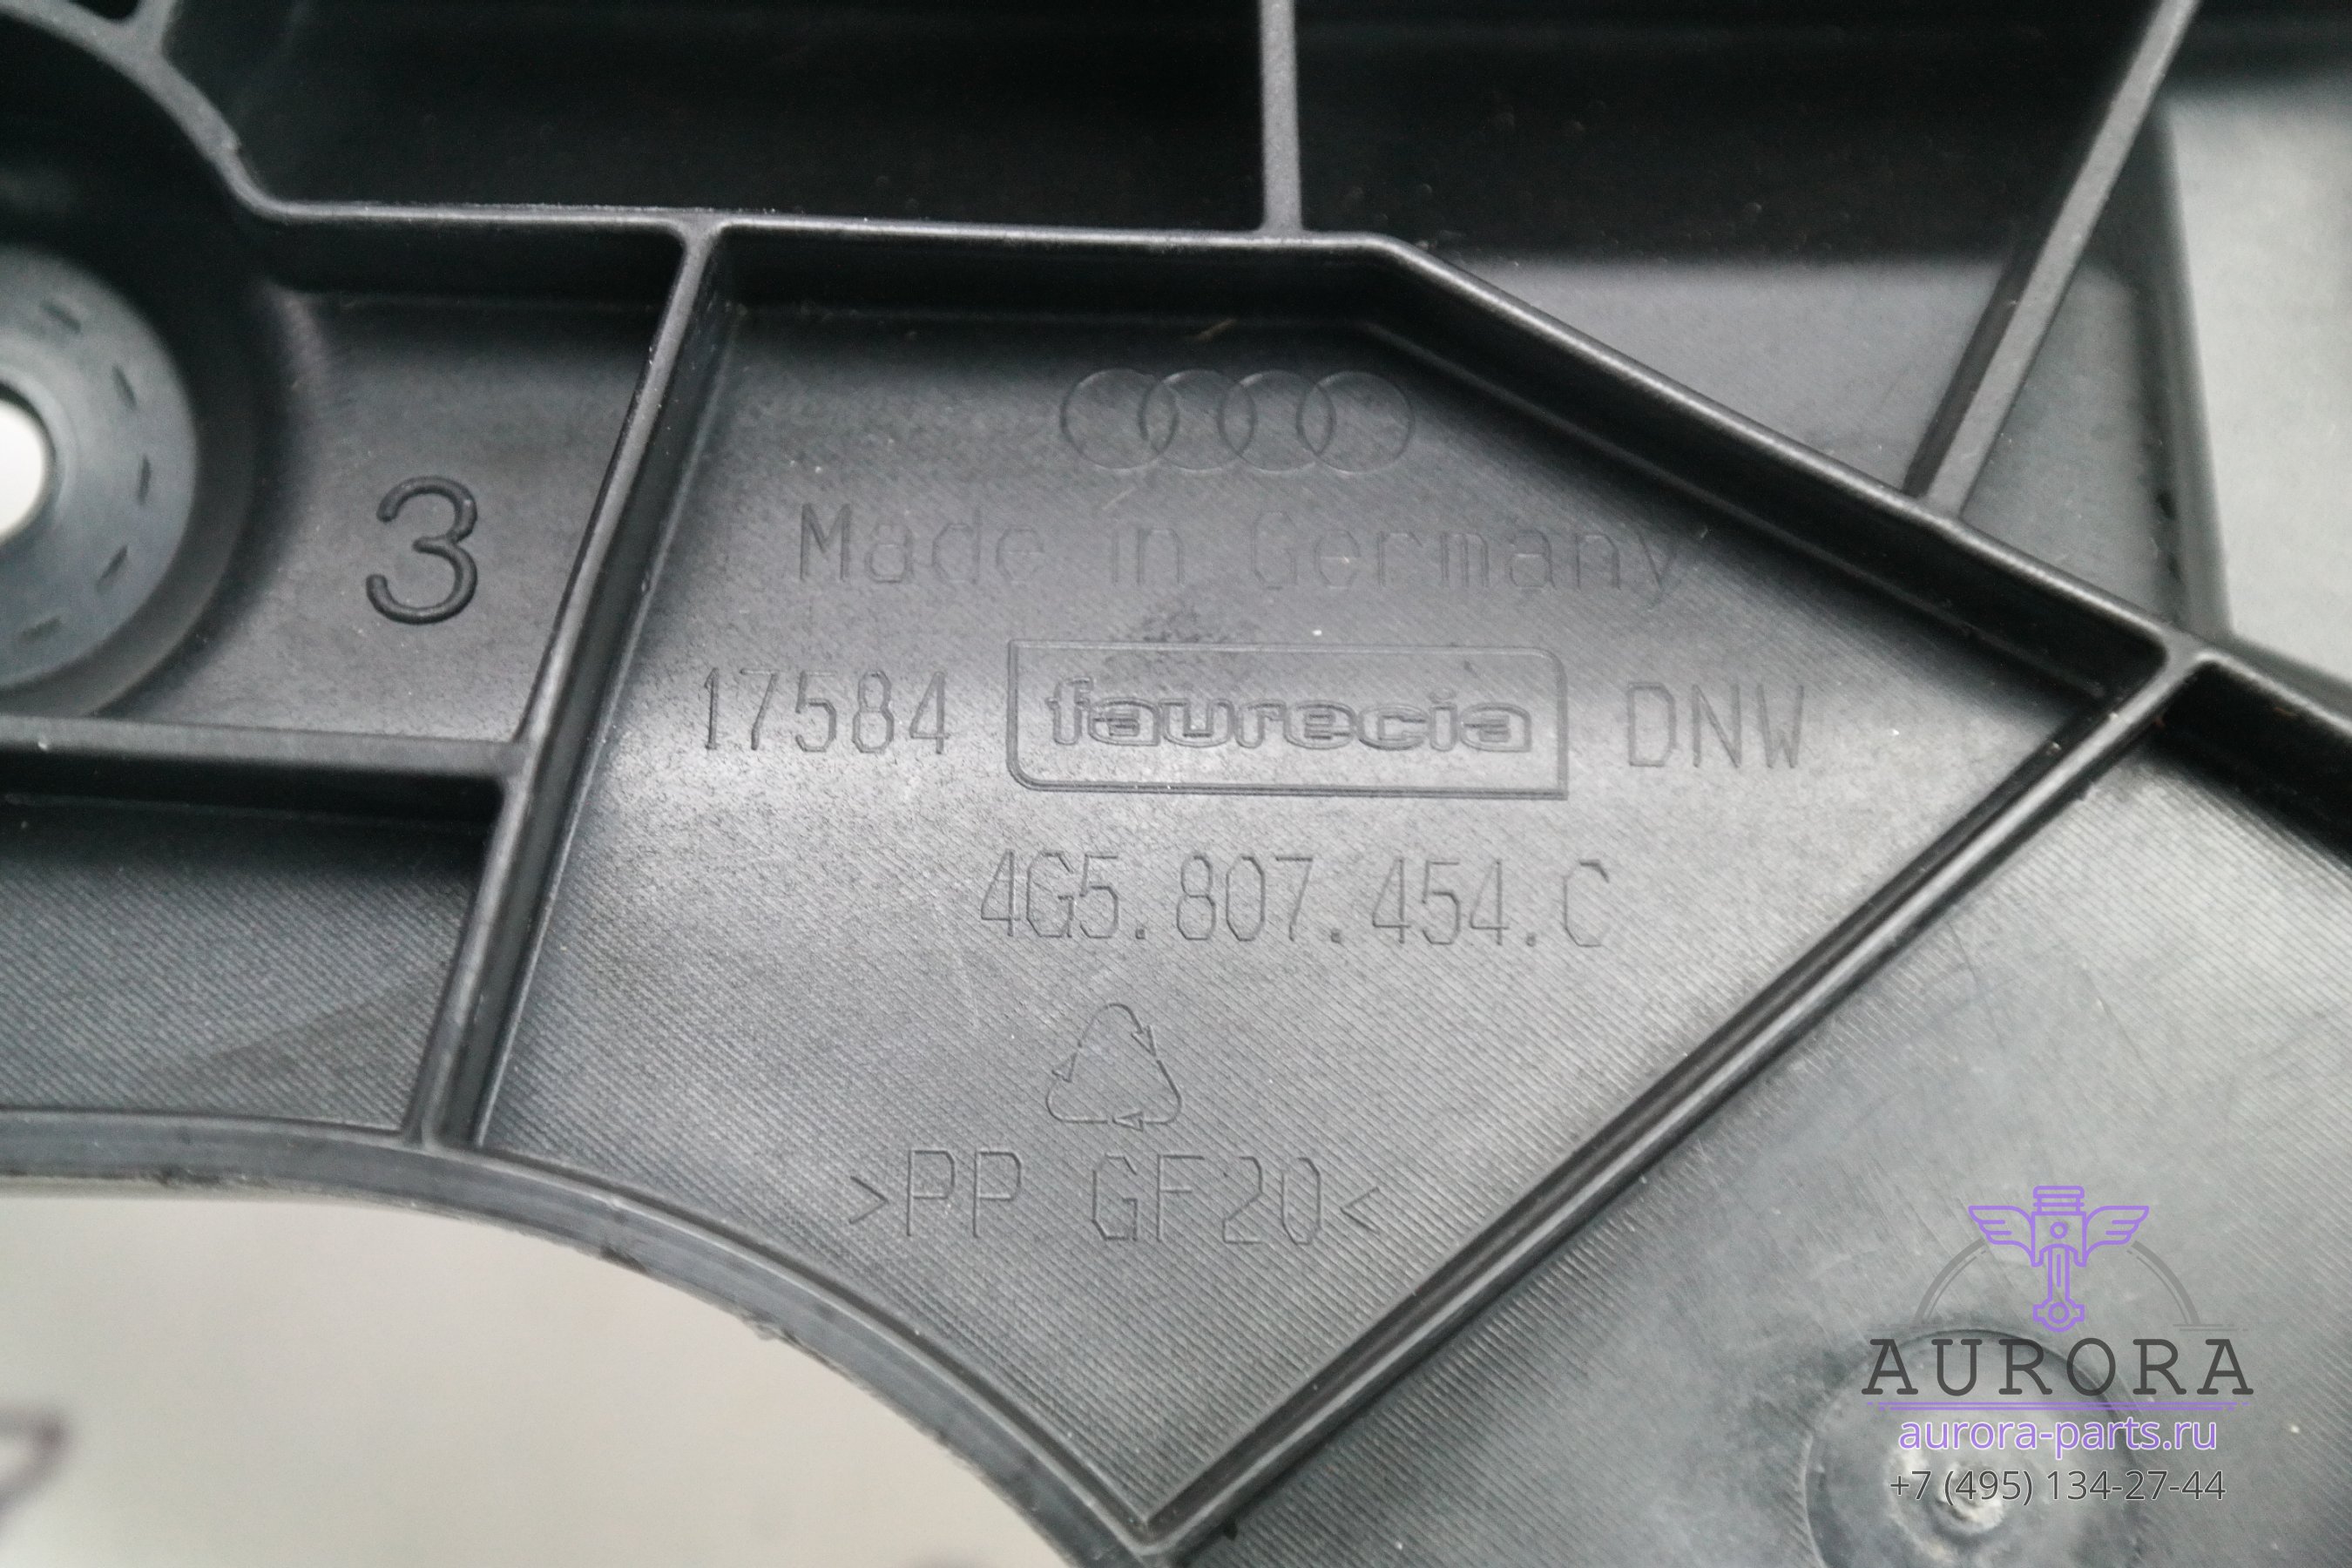 3
Made in Germany
17584 faurecia DNW
4G5.807.454.C
>PP GF20<
AURORA
aurora-parts.ru
+7 (495) 134-27-44